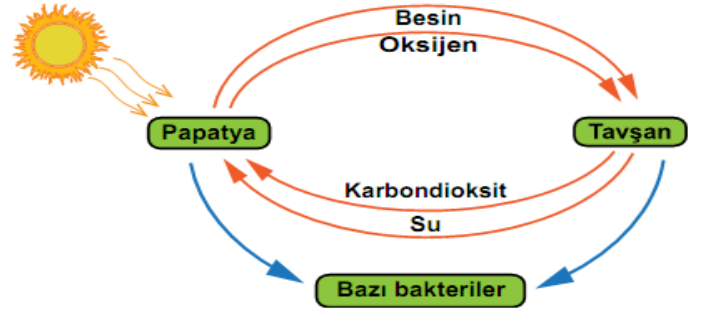 Besin
Oksijen
Papatya
Tavşan
Karbondioksit
Su
Bazı bakteriler